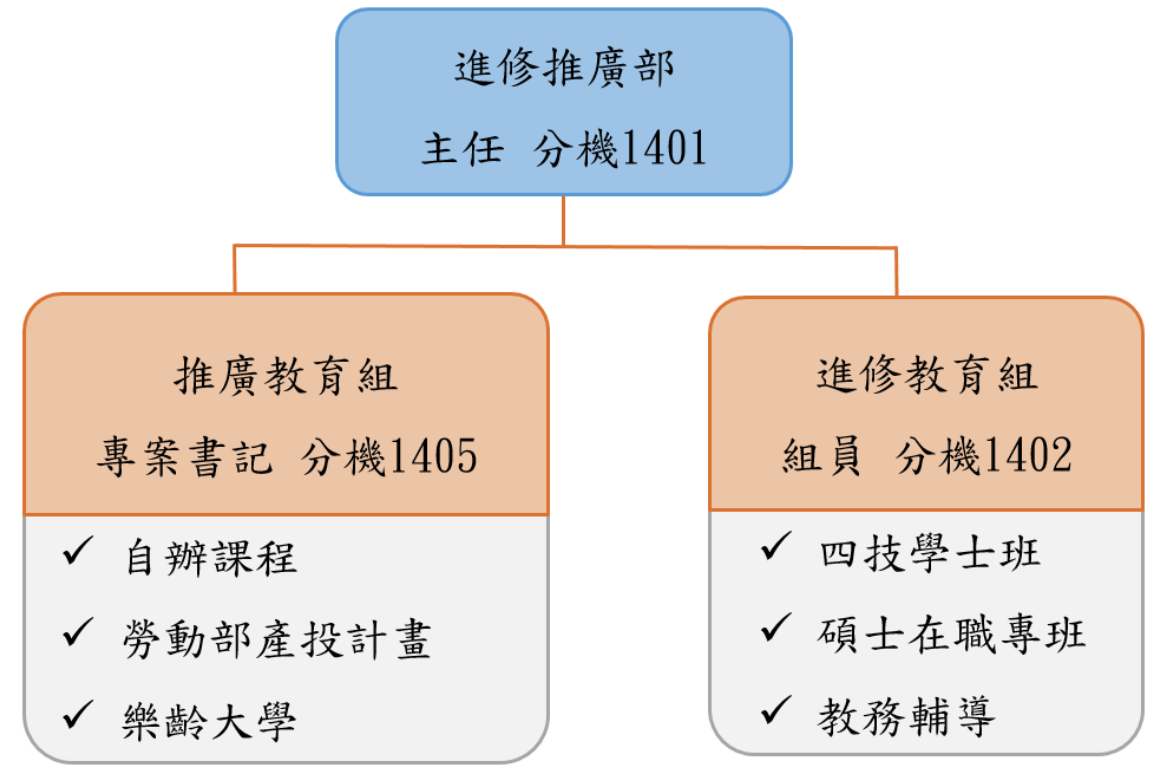 進修推廣部
主任 分機1401
推廣教育組
專案書記 分機1405
✓ 自辦課程
✓ 勞動部產投計畫
✓ 樂齡大學
進修教育組
組員 分機1402
✓ 四技學士班
✓ 碩士在職專班
✓ 教務輔導